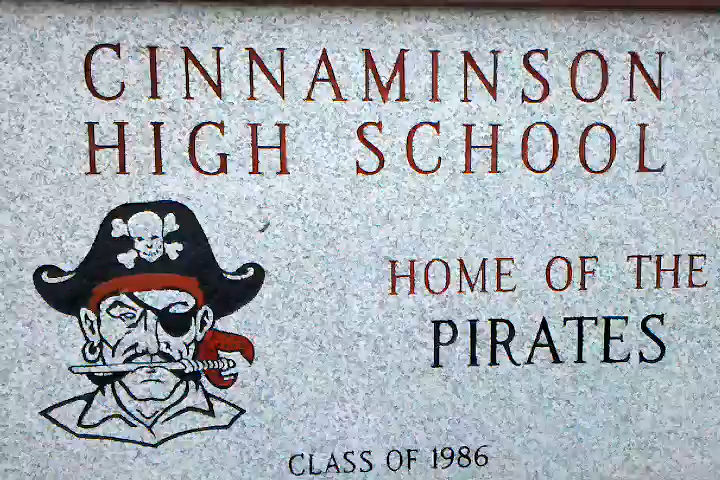 CINNAMINSON
HIGH SCHOOL
HOME OF THE
PIRATES
CLASS OF 1986